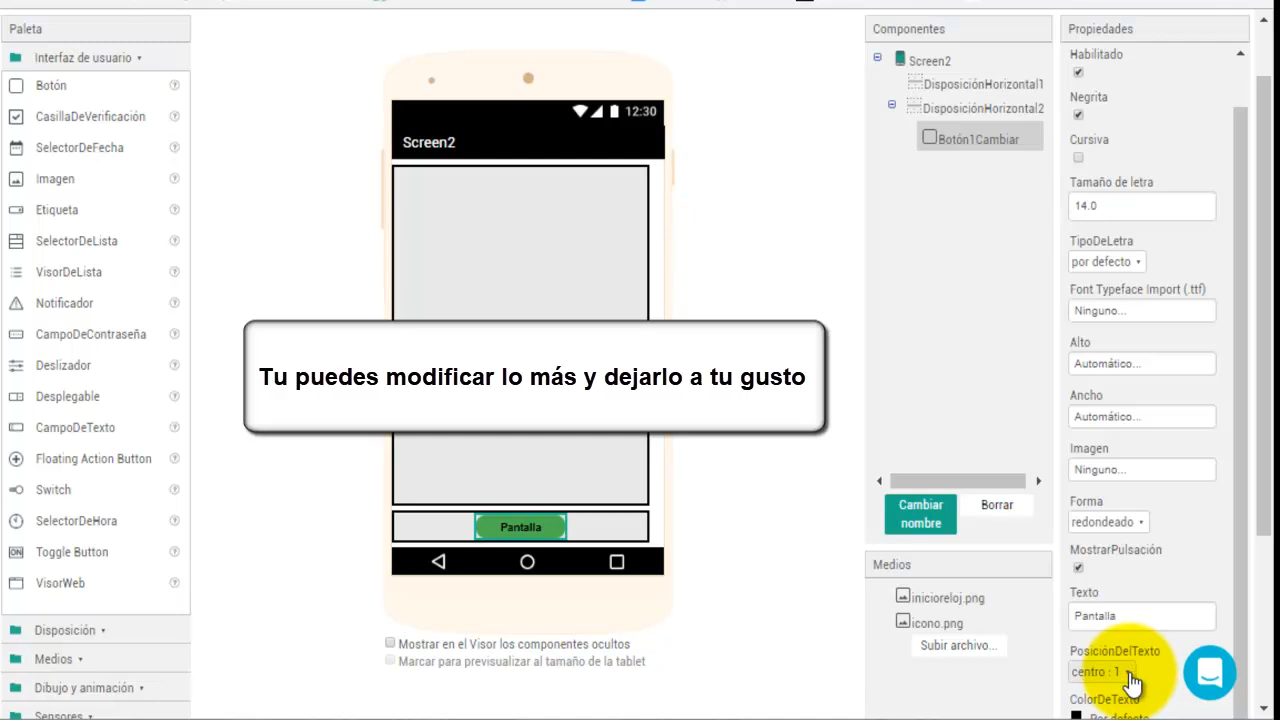 Paleta
Interfaz de usuario
Botón
CasillaDeVerificación
SelectorDeFecha
Imagen
Etiqueta
SelectorDeLista
VisorDeLista
Notificador
CampoDeContraseña
Deslizador
Desplegable
CampoDeTexto
Floating Action Button
Switch
SelectorDeHora
Toggle Button
VisorWeb
Disposición
Medios
Dibujo y animación
Sensores
12:30
Screen2
Tu puedes modificar lo más y dejarlo a tu gusto
Pantalla
Mostrar en el Visor los componentes ocultos
Marcar para previsualizar al tamaño de la tablet
Componentes
Screen2
DisposiciónHorizontal1
DisposiciónHorizontal2
Botón1Cambiar
Cambiar
nombre
Borrar
Medios
inicioreloj.png
icono.png
Subir archivo...
Propiedades
Habilitado
Negrita
Cursiva
Tamaño de letra
14.0
TipoDeLetra
por defecto
Font Typeface Import (.ttf)
Ninguno...
Alto
Automático...
Ancho
Automático...
Imagen
Ninguno...
Forma
redondeado
MostrarPulsación
Texto
Pantalla
PosiciónDelTexto
centro : 1
ColorDeTexto
Por defecto